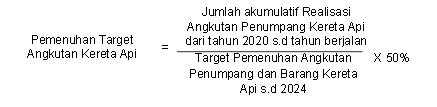 Jumlah akumulatif Realisasi
Angkutan Penumpang Kereta Api
dari tahun 2020 s.d tahun berjalan
Pemenuhan Target
Angkutan Kereta Api
=
Target Pemenuhan Angkutan
Penumpang dan Barang Kereta
Api s.d 2024
X 50%